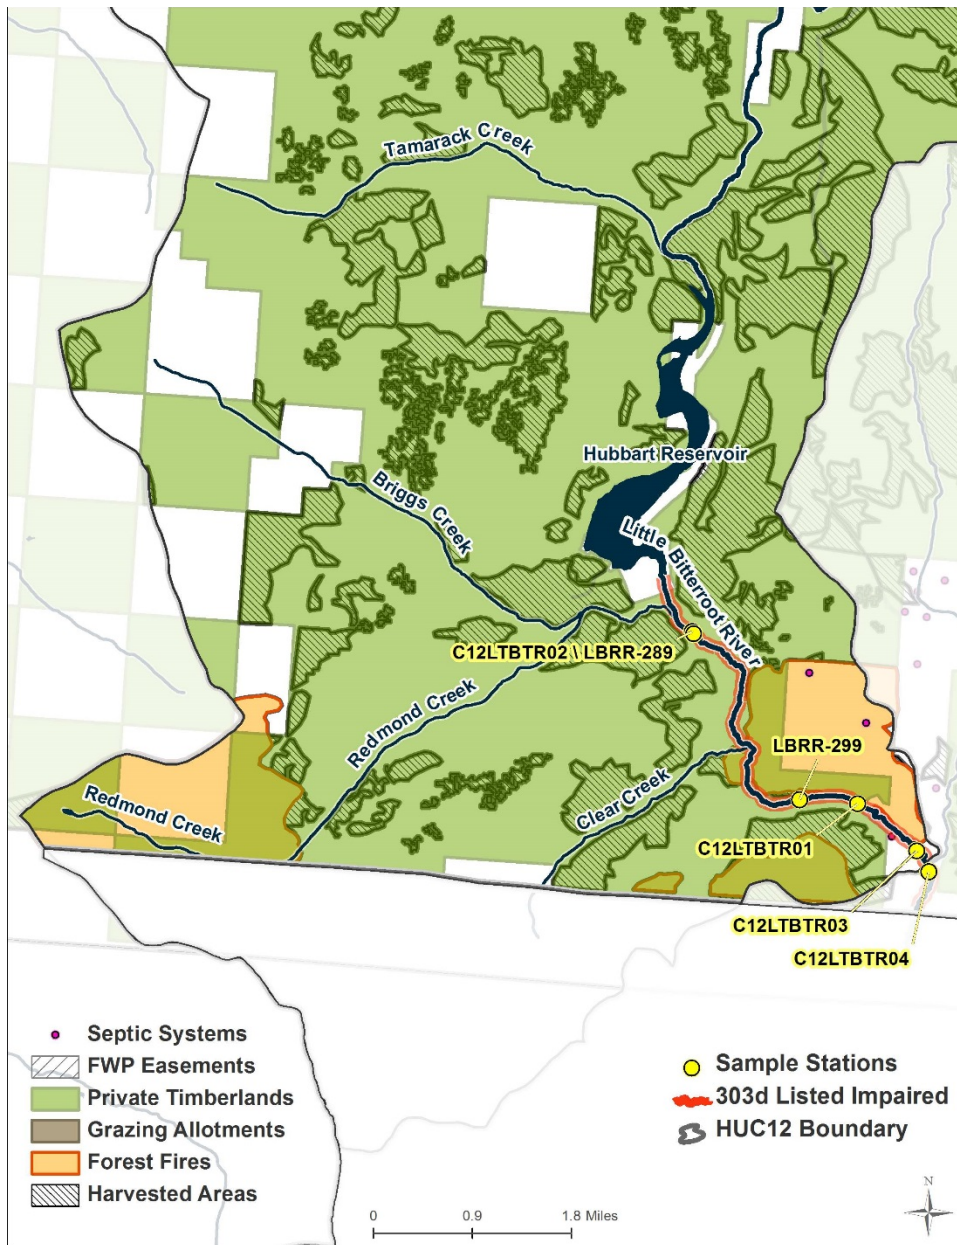 Tamarack Creek
Hubbart Reservoir
Briggs Creek
Little Bitterroot River
C12LTBTR02 \ LBRR-289
Redmond Creek
LBRR-299
Clear Creek
Redmond Creek
C12LTBTR01
C12LTBTR03
C12LTBTR04
Septic Systems
FWP Easements
Private Timberlands
Grazing Allotments
Forest Fires
Harvested Areas
Sample Stations
303d Listed Impaired
HUC12 Boundary
0 0.9 1.8 Miles
N